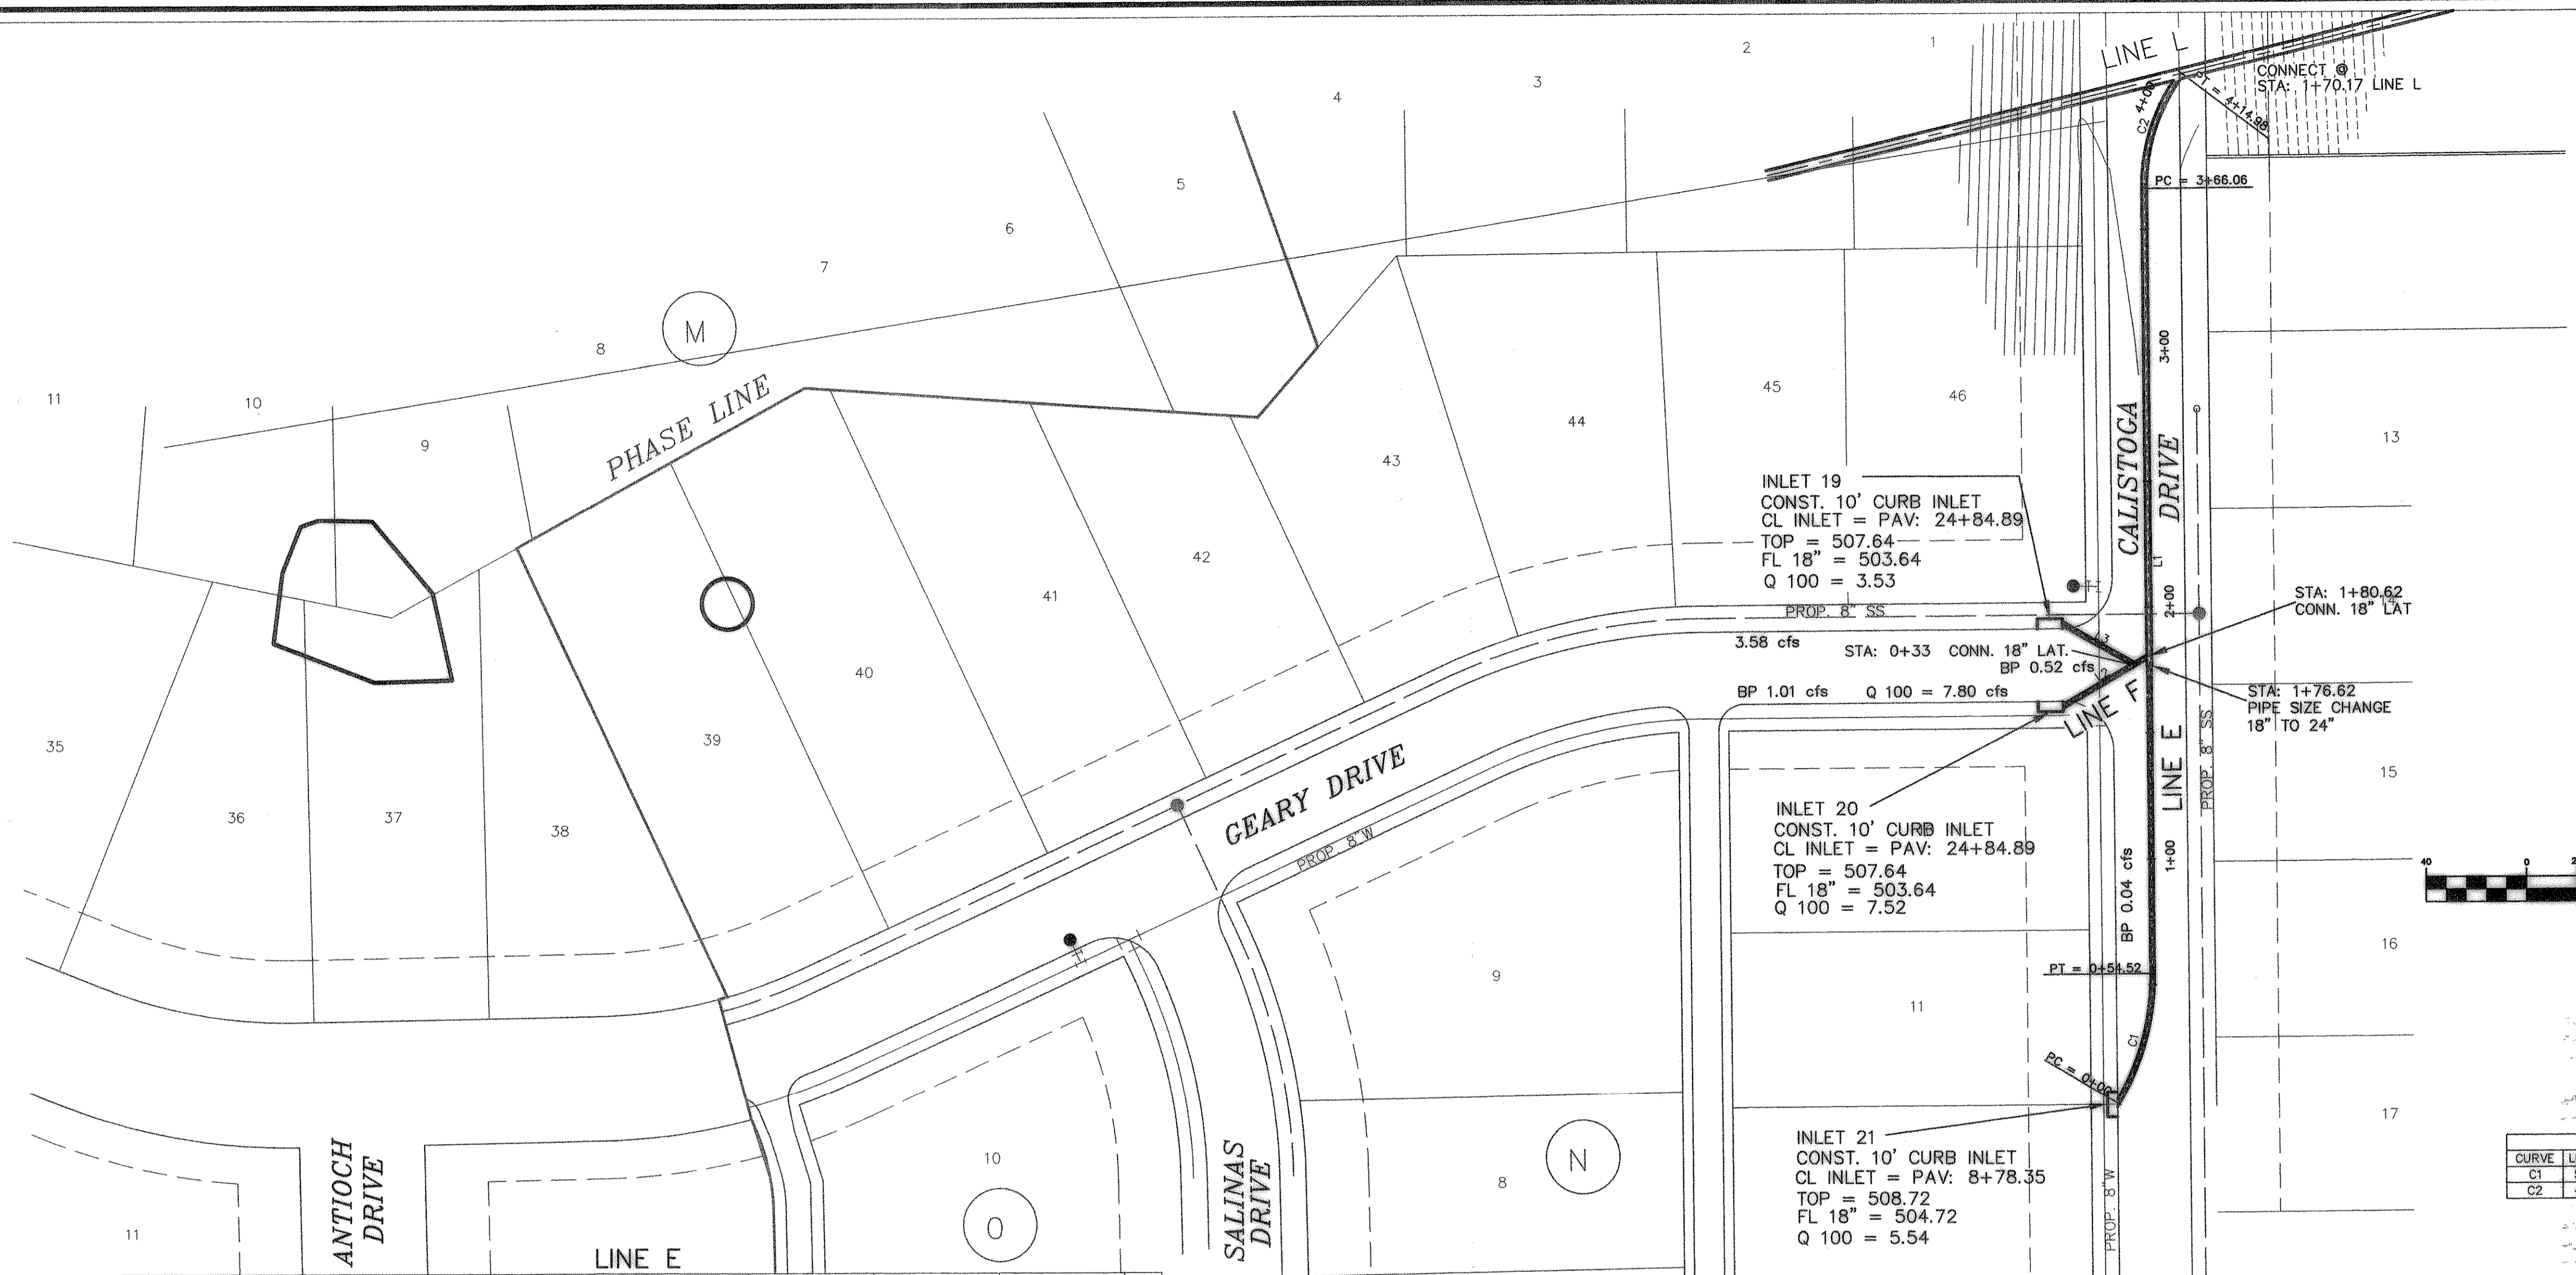 LINE L
CONNECT @
STA: 1+70.17 LINE L
PT = 4+14.98
4+00
C2
PC = 3+66.06
1
2
3
4
5
6
7
8
9
10
11
M
PHASE LINE
3+00
CALISTOGA
DRIVE
46
45
44
43
42
41
40
39
38
37
36
35
13
14
15
16
17
INLET 19
CONST. 10' CURB INLET
CL INLET = PAV: 24+84.89
TOP = 507.64
FL 18" = 503.64
Q 100 = 3.53
L1
2+00
STA: 1+80.62
CONN. 18" LAT
PROP. 8" SS
3.58 cfs
STA: 0+33 CONN. 18" LAT.
BP 0.52 cfs
BP 1.01 cfs
Q 100 = 7.80 cfs
LINE F
STA: 1+76.62
PIPE SIZE CHANGE
18" TO 24"
LINE E
PROP. 8" SS
GEARY DRIVE
PROP. 8"W
INLET 20
CONST. 10' CURB INLET
CL INLET = PAV: 24+84.89
TOP = 507.64
FL 18" = 503.64
Q 100 = 7.52
1+00
BP 0.04 cfs
40
0
PT = 0+54.52
9
11
C1
PC = 0+00
INLET 21
CONST. 10' CURB INLET
CL INLET = PAV: 8+78.35
TOP = 508.72
FL 18" = 504.72
Q 100 = 5.54
PROP. 8"W
N
8
10
O
SALINAS
DRIVE
ANTIOCH
DRIVE
11
LINE E
CURVE
C1
C2